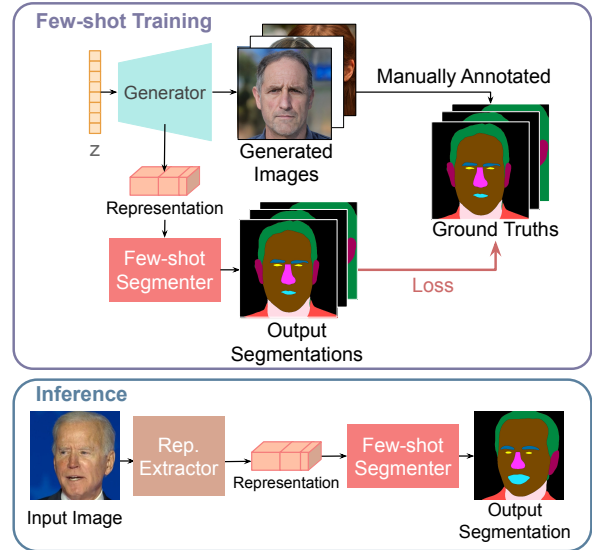 Few-shot Training
Generator
z
Generated
Images
Manually Annotated
Ground Truths
Representation
Few-shot
Segmenter
Output
Segmentations
Loss
Inference
Input Image
Rep.
Extractor
Representation
Few-shot
Segmenter
Output
Segmentation